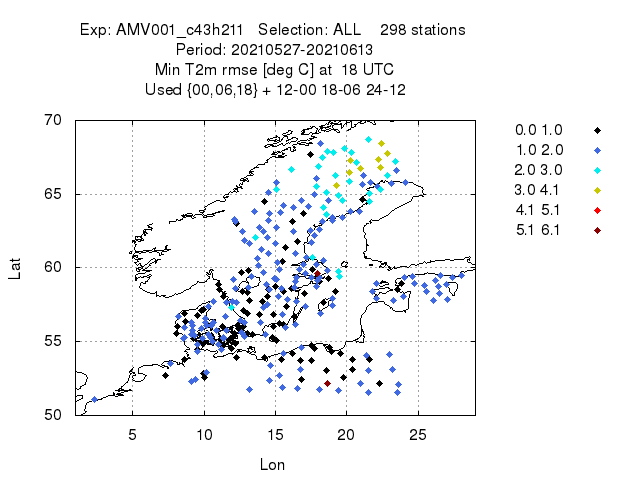 Exp: AMV001_c43h211   Selection: ALL    298 stations
Period: 20210527-20210613
Min T2m rmse [deg C] at  18 UTC
Used {00,06,18} + 12-00 18-06 24-12
70
65
60
55
50
Lat
5 10 15 20 25
Lon
0.0 1.0
1.0 2.0
2.0 3.0
3.0 4.1
4.1 5.1
5.1 6.1